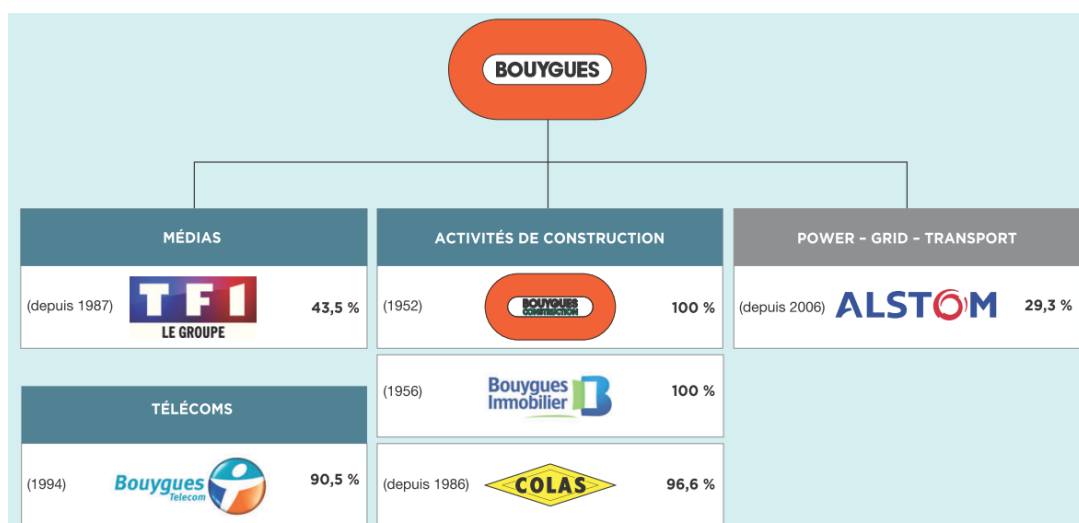 BOUYGUES
MÉDIAS
(depuis 1987)
TF1
LE GROUPE
43,5 %
TÉLÉCOMS
(1994)
Bouygues
Telecom
90,5 %
ACTIVITÉS DE CONSTRUCTION
(1952)
BOUYGUES
CONSTRUCTION
100 %
(1956)
Bouygues
Immobilier
100 %
(depuis 1986)
COLAS
96,6 %
POWER – GRID – TRANSPORT
(depuis 2006)
ALSTOM
29,3 %